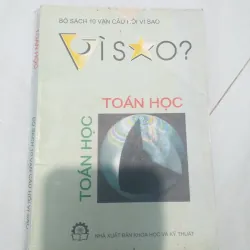 BỘ SÁCH 10 VẠN CÂU HỎI VÌ SAO
VÌ SAO?
TOÁN HỌC
TOÁN HỌC
NHÀ XUẤT BẢN KHOA HỌC VÀ KỸ THUẬT